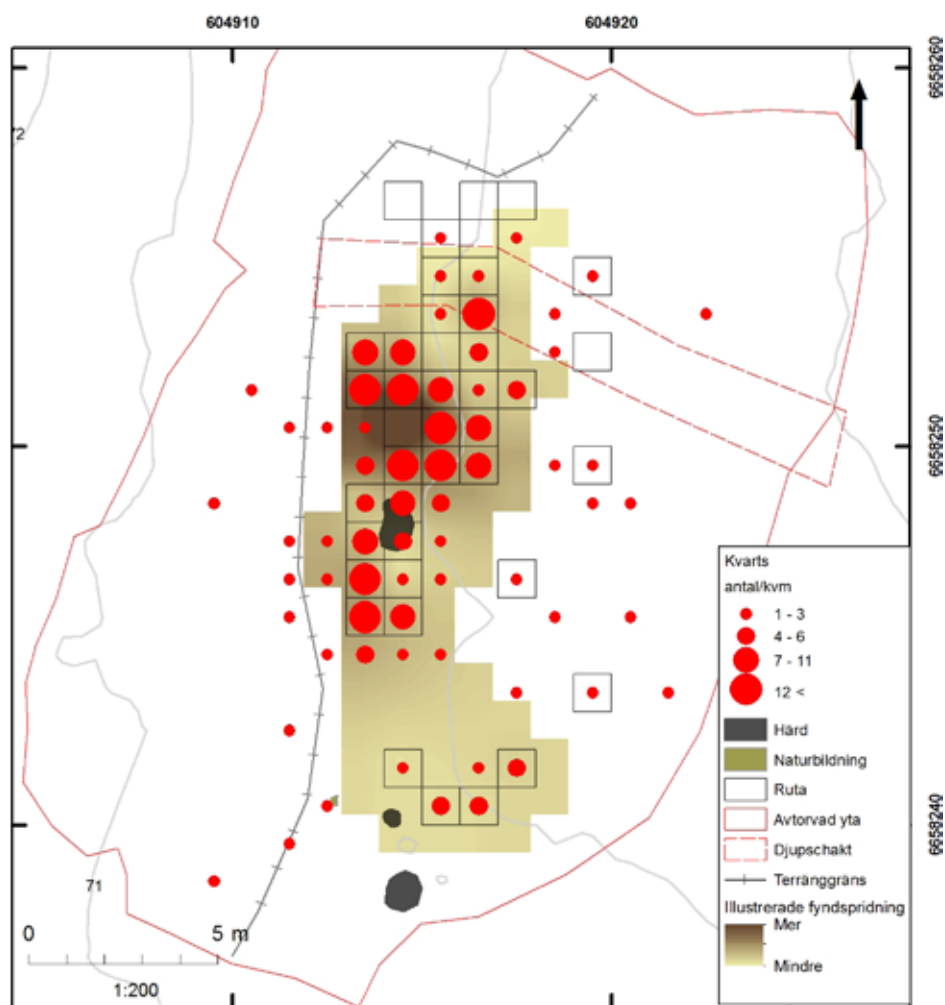 604910
604920
6658260
72
6658250
Kvarts
antal/kvm
1 - 3
4 - 6
7 - 11
12 <
Härd
Naturbildning
Ruta
Avtorvad yta
Djupschakt
Terränggräns
Illustrerade fyndspridning
Mer
Mindre
6658240
71
0 5 m
1:200